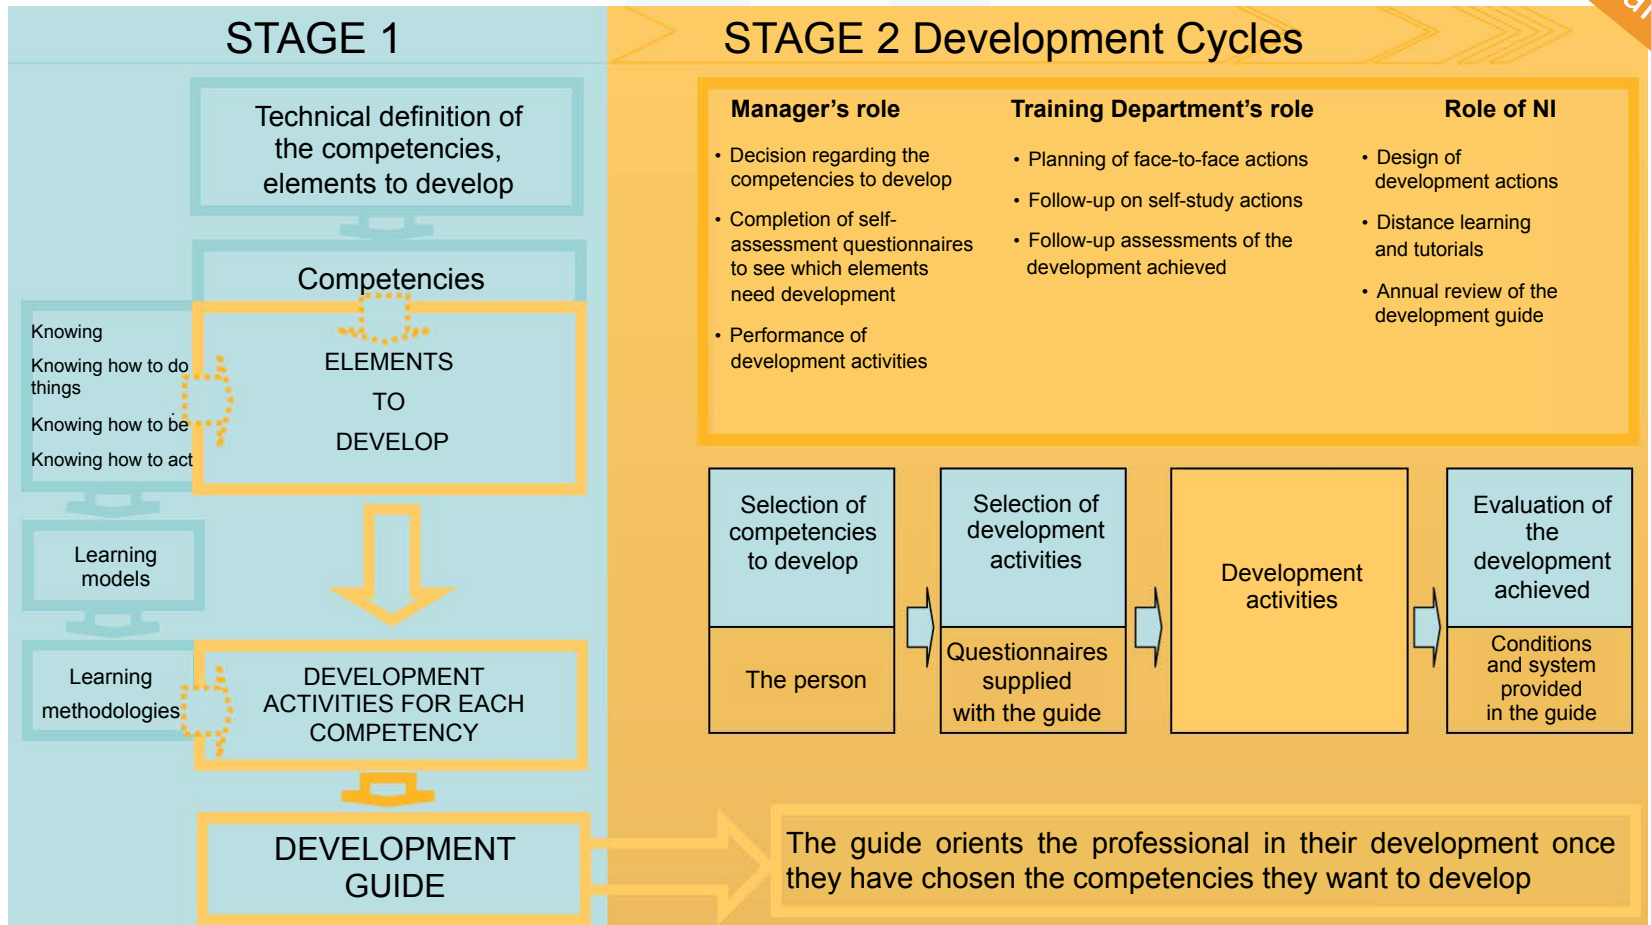 STAGE 1
Technical definition of
the competencies,
elements to develop
Competencies
Knowing
Knowing how to do
things
Knowing how to be
Knowing how to act
ELEMENTS
TO
DEVELOP
Learning
models
Learning
methodologies
DEVELOPMENT
ACTIVITIES FOR EACH
COMPETENCY
DEVELOPMENT
GUIDE
STAGE 2 Development Cycles
Manager’s role
• Decision regarding the
competencies to develop
• Completion of self-
assessment questionnaires
to see which elements
need development
• Performance of
development activities
Training Department’s role
• Planning of face-to-face actions
• Follow-up on self-study actions
• Follow-up assessments of the
development achieved
Role of NI
• Design of
development actions
• Distance learning
and tutorials
• Annual review of the
development guide
Selection of
competencies
to develop
The person
Selection of
development
activities
Questionnaires
supplied
with the guide
Development
activities
Evaluation of
the
development
achieved
Conditions
and system
provided
in the guide
The guide orients the professional in their development once
they have chosen the competencies they want to develop